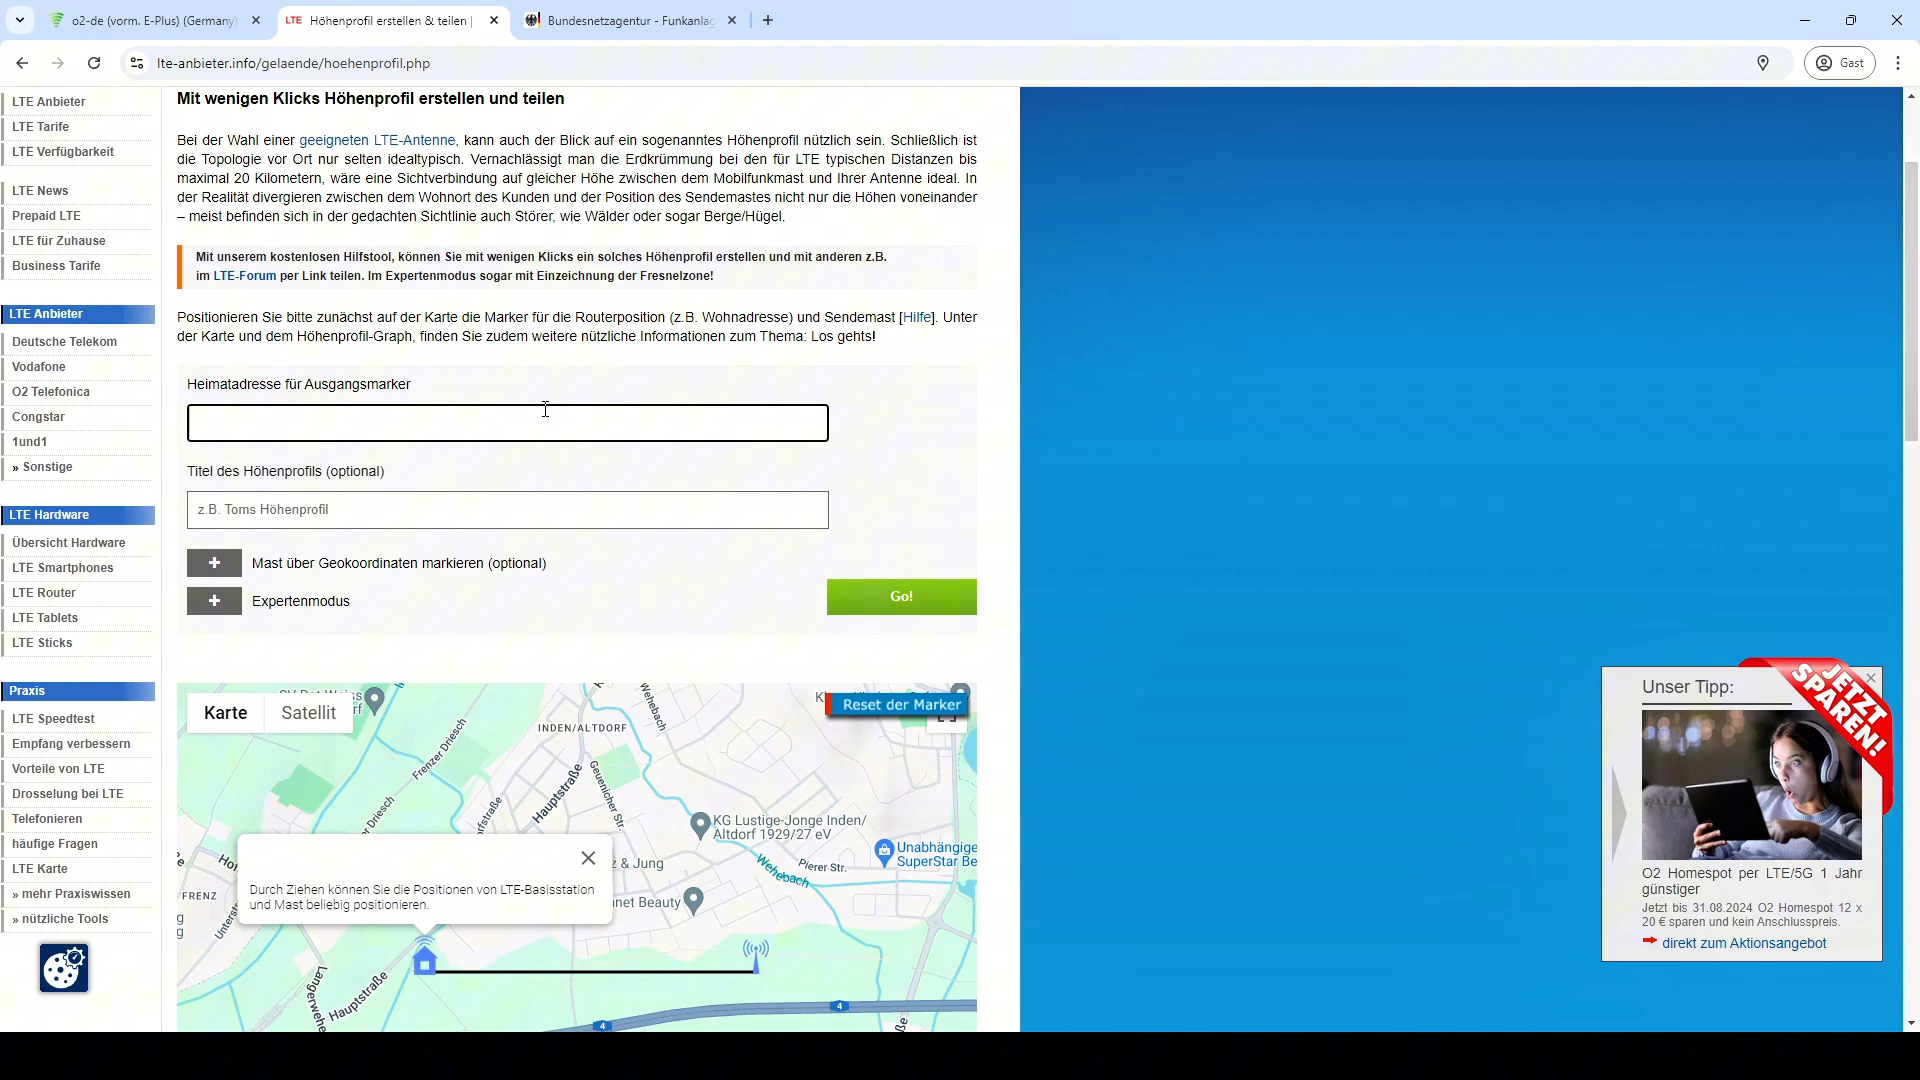 o2-de (vorm. E-Plus) (Germany)
LTE Höhenprofil erstellen & teilen |
Bundesnetzagentur - Funkanlag
lte-anbieter.info/gelaende/hoehenprofil.php
Gast
LTE Anbieter
LTE Tarife
LTE Verfügbarkeit
LTE News
Prepaid LTE
LTE für Zuhause
Business Tarife
LTE Anbieter
Deutsche Telekom
Vodafone
O2 Telefonica
Congstar
1und1
» Sonstige
LTE Hardware
Übersicht Hardware
LTE Smartphones
LTE Router
LTE Tablets
LTE Sticks
Praxis
LTE Speedtest
Empfang verbessern
Vorteile von LTE
Drosselung bei LTE
Telefonieren
häufige Fragen
LTE Karte
» mehr Praxiswissen
» nützliche Tools
Mit wenigen Klicks Höhenprofil erstellen und teilen
Bei der Wahl einer geeigneten LTE-Antenne, kann auch der Blick auf ein sogenanntes Höhenprofil nützlich sein. Schließlich ist
die Topologie vor Ort nur selten idealtypisch. Vernachlässigt man die Erdkrümmung bei den für LTE typischen Distanzen bis
maximal 20 Kilometern, wäre eine Sichtverbindung auf gleicher Höhe zwischen dem Mobilfunkmast und Ihrer Antenne ideal. In
der Realität divergieren zwischen dem Wohnort des Kunden und der Position des Sendemastes nicht nur die Höhen voneinander
– meist befinden sich in der gedachten Sichtlinie auch Störer, wie Wälder oder sogar Berge/Hügel.
Mit unserem kostenlosen Hilfstool, können Sie mit wenigen Klicks ein solches Höhenprofil erstellen und mit anderen z.B.
im LTE-Forum per Link teilen. Im Expertenmodus sogar mit Einzeichnung der Fresnelzone!
Positionieren Sie bitte zunächst auf der Karte die Marker für die Routerposition (z.B. Wohnadresse) und Sendemast [Hilfe]. Unter
der Karte und dem Höhenprofil-Graph, finden Sie zudem weitere nützliche Informationen zum Thema: Los gehts!
Heimatadresse für Ausgangsmarker
Titel des Höhenprofils (optional)
z.B. Toms Höhenprofil
+ Mast über Geokoordinaten markieren (optional)
+ Expertenmodus
Go!
Karte
Satellit
Reset der Marker
INDEN/ALTDORF
Wehebach
Frenzer Driesch
Hauptstraße
Geuenicher Str.
KG Lustige-Jonge Inden/
Altdorf 1929/27 eV
Unabhängige
SuperStar Be
Pierer Str.
Wehebach
z & Jung
net Beauty
FRENZ
Durch Ziehen können Sie die Positionen von LTE-Basisstation
und Mast beliebig positionieren.
Hauptstraße
4
4
Unser Tipp:
JETZT
SPAREN!
O2 Homespot per LTE/5G 1 Jahr
günstiger
Jetzt bis 31.08.2024 O2 Homespot 12 x
20 € sparen und kein Anschlusspreis.
direkt zum Aktionsangebot